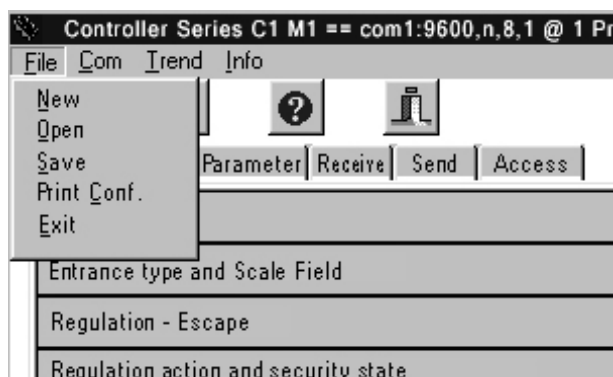 Controller Series C1 M1 == com1:9600,n,8,1 @ 1 Pr
File Com Trend Info
New
Open
Save
Print Conf.
Exit
?
Parameter Receive Send Access
Entrance type and Scale Field
Regulation - Escape
Regulation action and security state